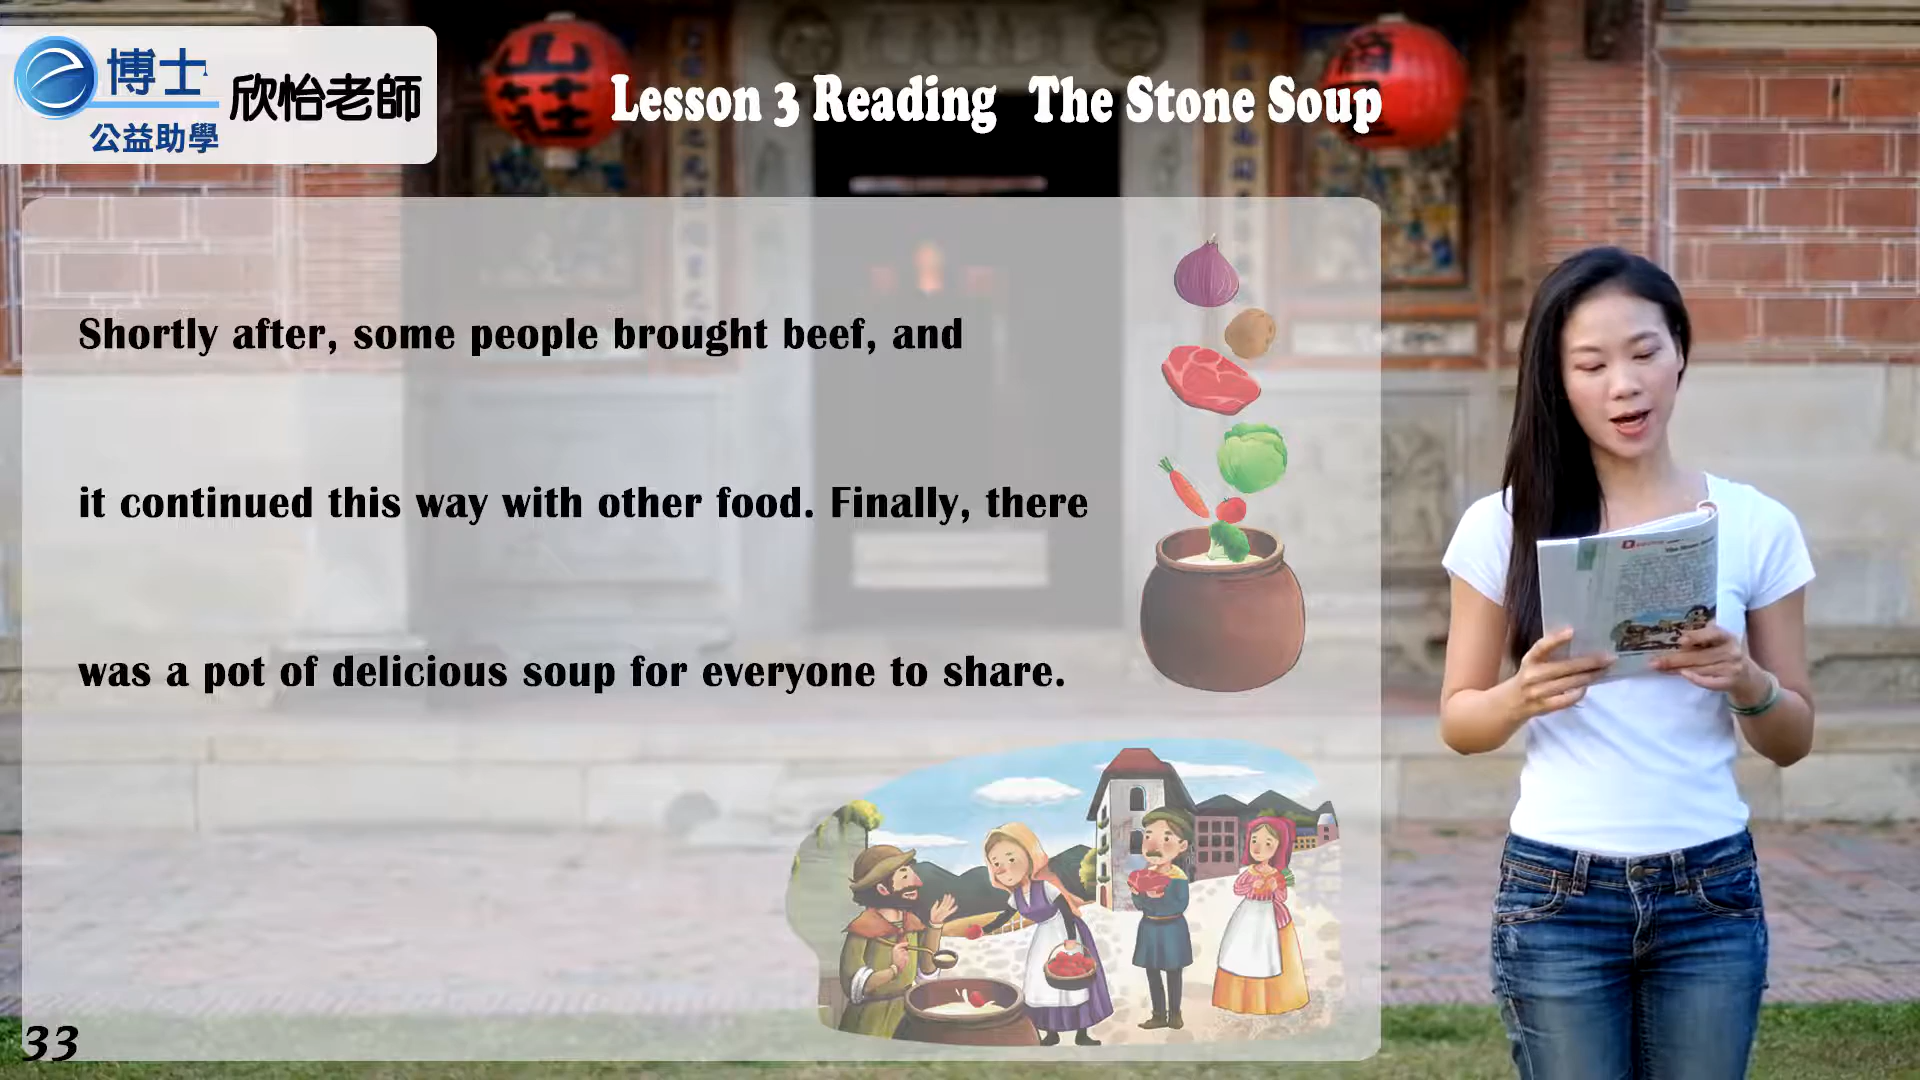 博士
公益助學
欣怡老師
山莊
Lesson 3 Reading The Stone Soup
Shortly after, some people brought beef, and
it continued this way with other food. Finally, there
was a pot of delicious soup for everyone to share.
33